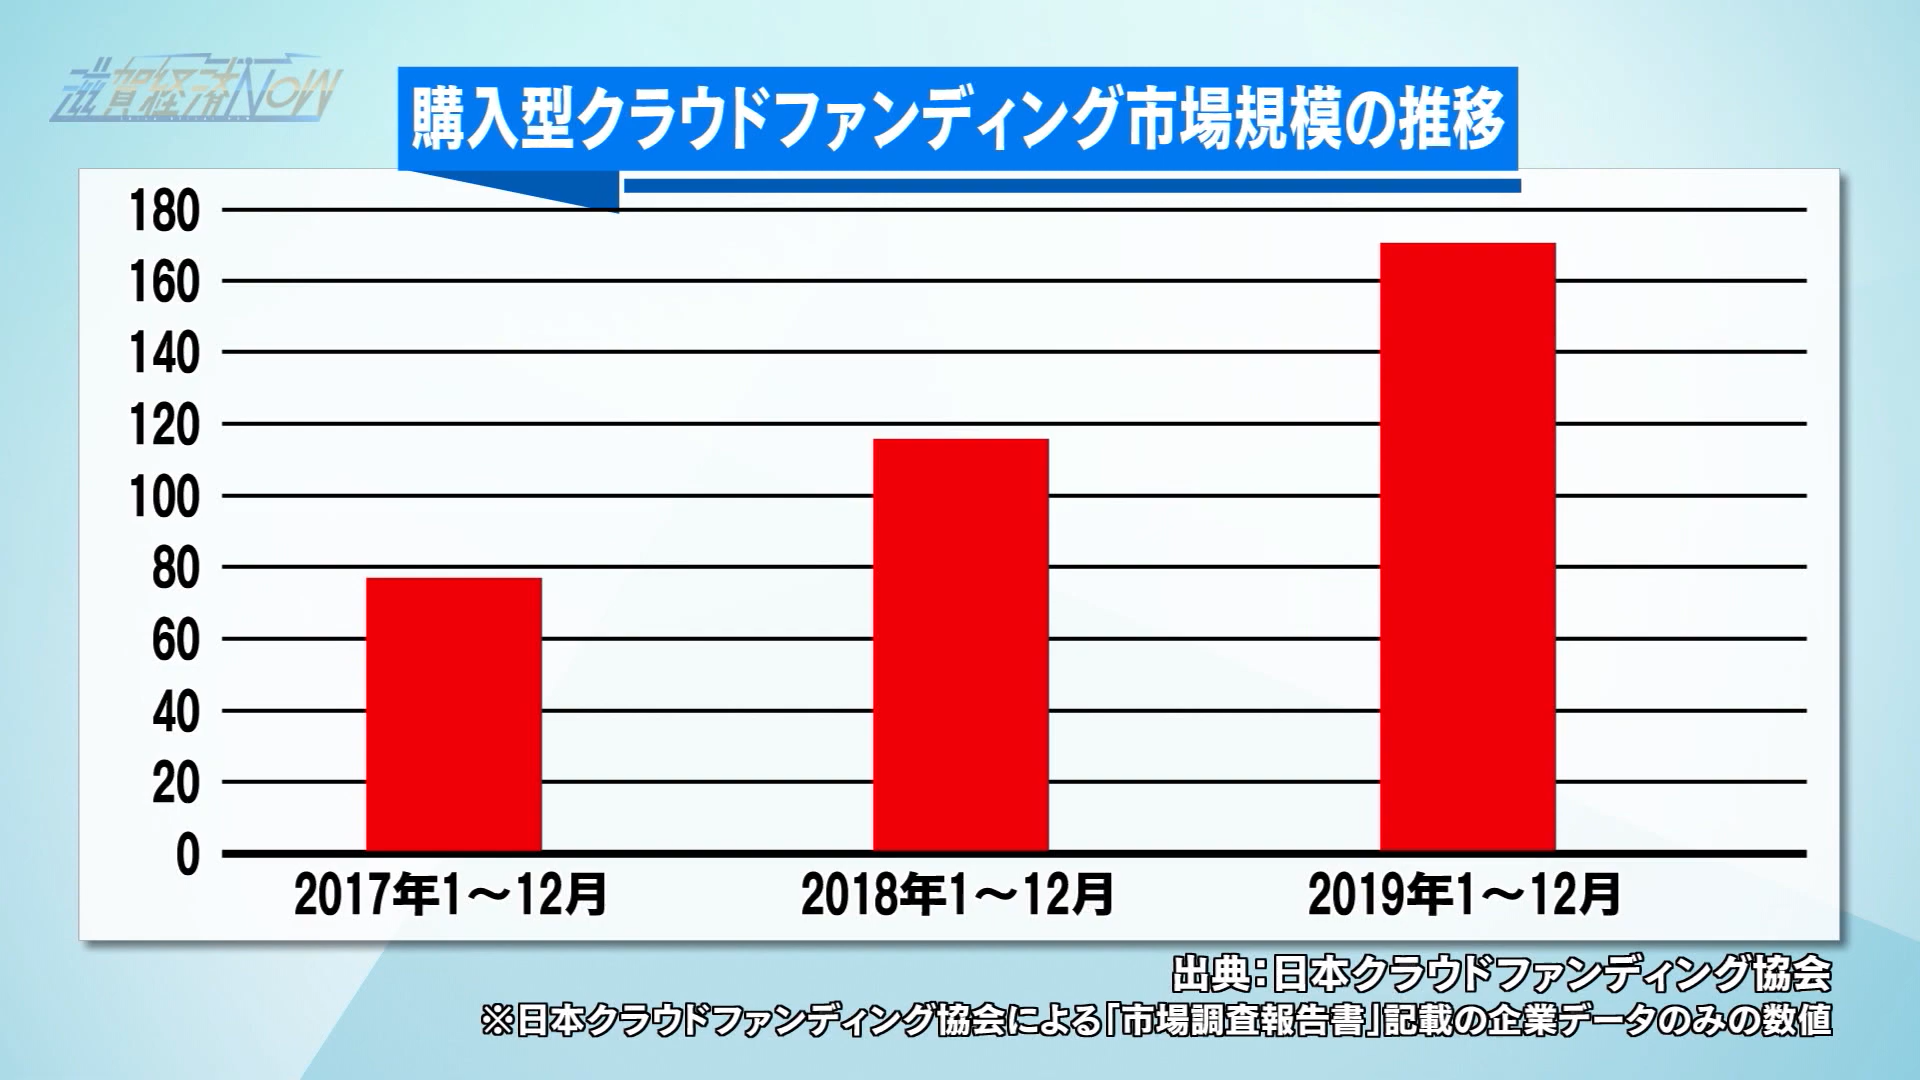 滋賀経済NOW
購入型クラウドファンディング市場規模の推移
180
160
140
120
100
80
60
40
20
0
2017年1〜12月
2018年1〜12月
2019年1〜12月
出典:日本クラウドファンディング協会
※日本クラウドファンディング協会による「市場調査報告書」記載の企業データのみの数値